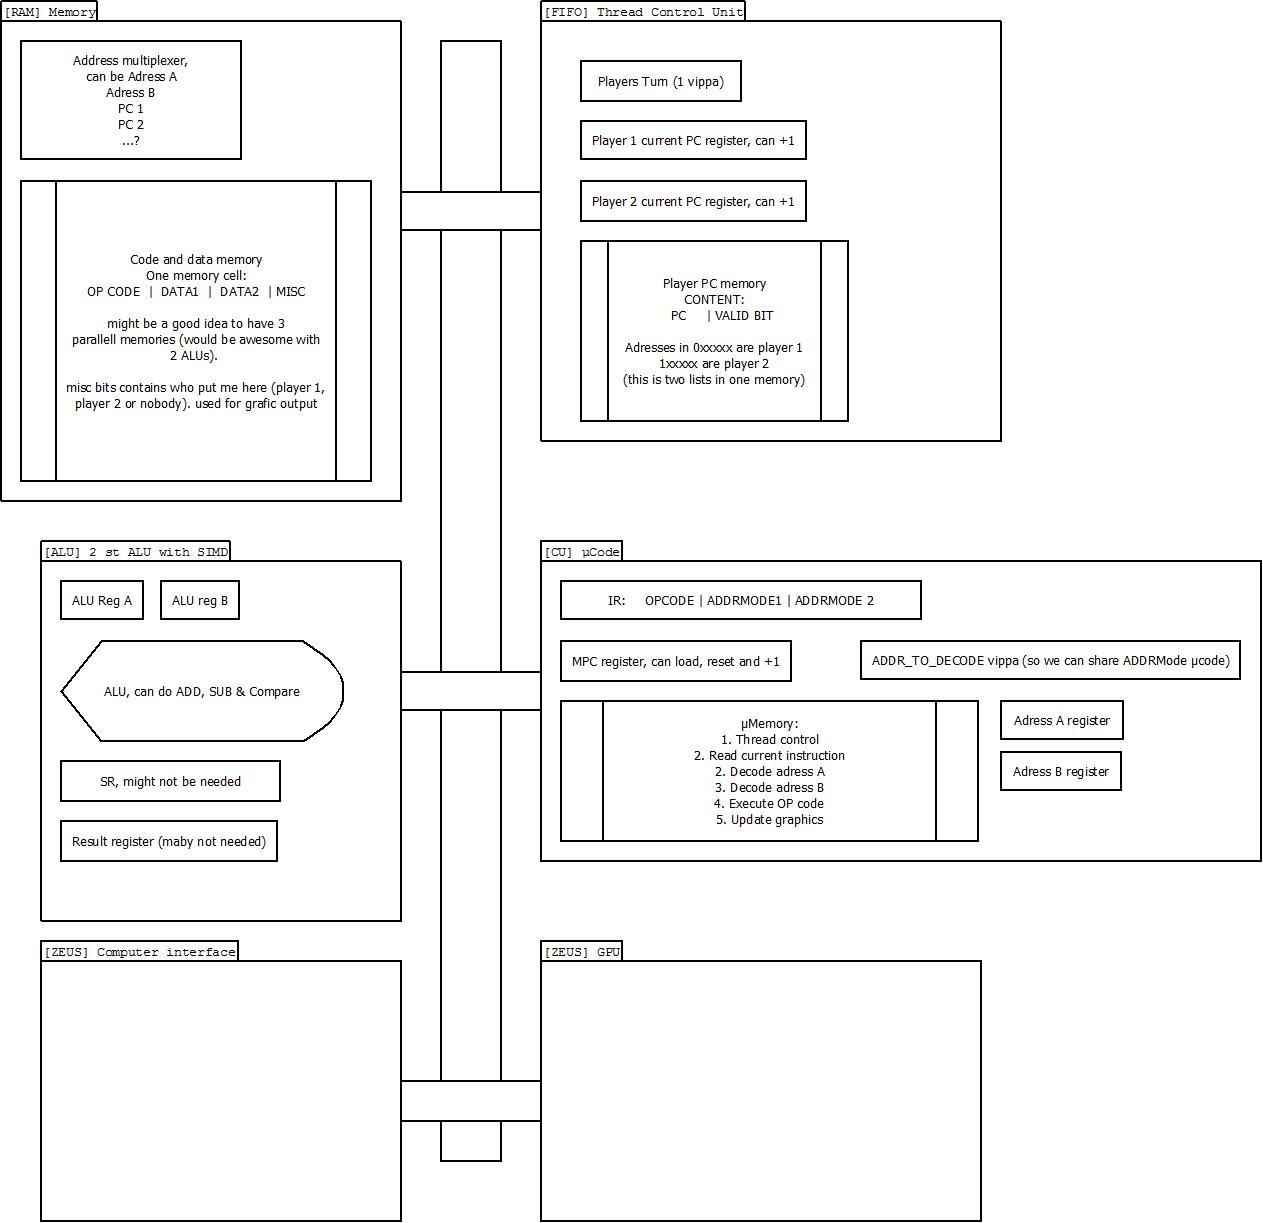 [RAM] Memory
Address multiplexer,
can be Adress A
Adress B
PC 1
PC 2
...?
Code and data memory
One memory cell:
OP CODE | DATA1 | DATA2 | MISC
might be a good idea to have 3
parallell memories (would be awesome with
2 ALUs).
misc bits contains who put me here (player 1,
player 2 or nobody). used for grafic output
[FIFO] Thread Control Unit
Players Turn (1 vippa)
Player 1 current PC register, can +1
Player 2 current PC register, can +1
Player PC memory
CONTENT:
PC | VALID BIT
Adresses in 0xxxxx are player 1
1xxxxx are player 2
(this is two lists in one memory)
[ALU] 2 st ALU with SIMD
ALU Reg A
ALU reg B
ALU, can do ADD, SUB & Compare
SR, might not be needed
Result register (maby not needed)
[CU] µCode
IR: OPCODE | ADDRMODE1 | ADDRMODE 2
MPC register, can load, reset and +1
ADDR_TO_DECODE vippa (so we can share ADDRMode µcode)
µMemory:
1. Thread control
2. Read current instruction
2. Decode adress A
3. Decode adress B
4. Execute OP code
5. Update graphics
Adress A register
Adress B register
[ZEUS] Computer interface
[ZEUS] GPU